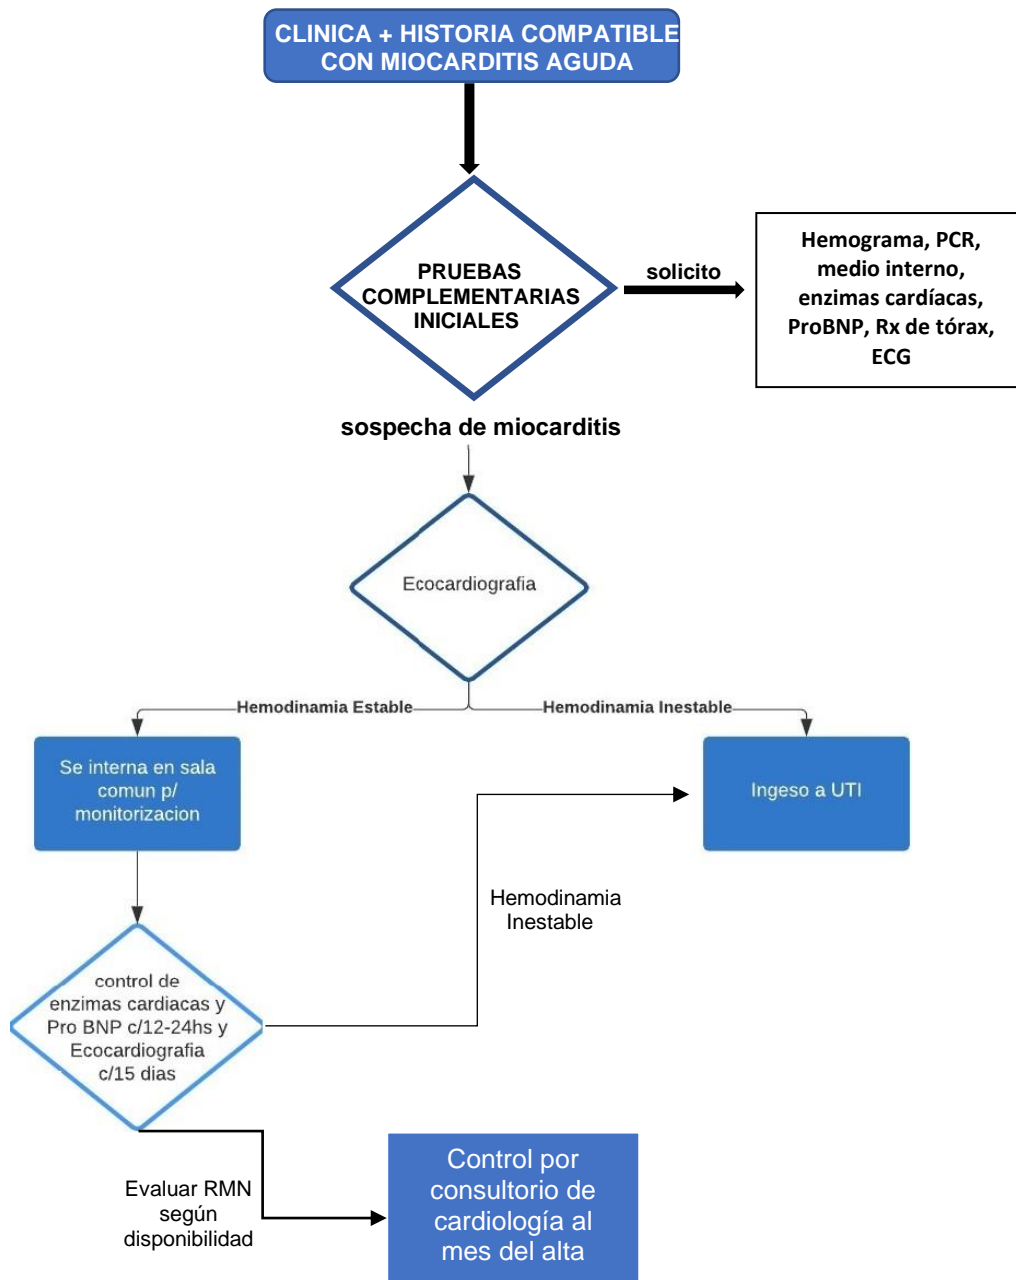 CLINICA + HISTORIA COMPATIBLE
CON MIOCARDITIS AGUDA
PRUEBAS
COMPLEMENTARIAS
INICIALES
solicito
Hemograma, PCR,
medio interno,
enzimas cardíacas,
ProBNP, Rx de tórax,
ECG
sospecha de miocarditis
Ecocardiografia
Hemodinamia Estable
Hemodinamia Inestable
Se interna en sala
comun p/
monitorizacion
Ingeso a UTI
Hemodinamia
Inestable
control de
enzimas cardiacas y
Pro BNP c/12-24hs y
Ecocardiografia
c/15 dias
Evaluar RMN
según
disponibilidad
Control por
consultorio de
cardiología al
mes del alta